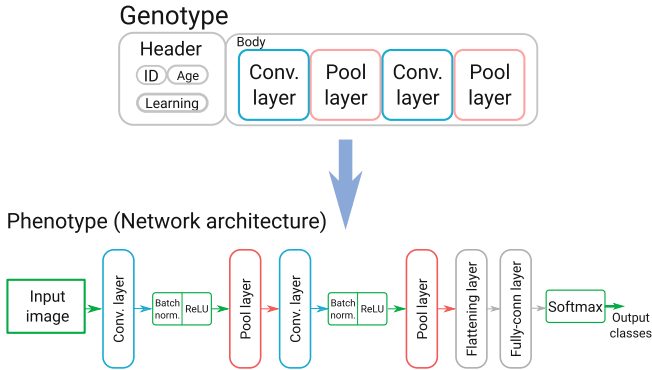 Genotype
Header
ID
Age
Learning
Body
Conv.
layer
Pool
layer
Conv.
layer
Pool
layer
Phenotype (Network architecture)
Input
image
Conv. layer
Batch
norm.
ReLU
Pool layer
Conv. layer
Batch
norm.
ReLU
Pool layer
Flattening layer
Fully-conn layer
Softmax
Output
classes